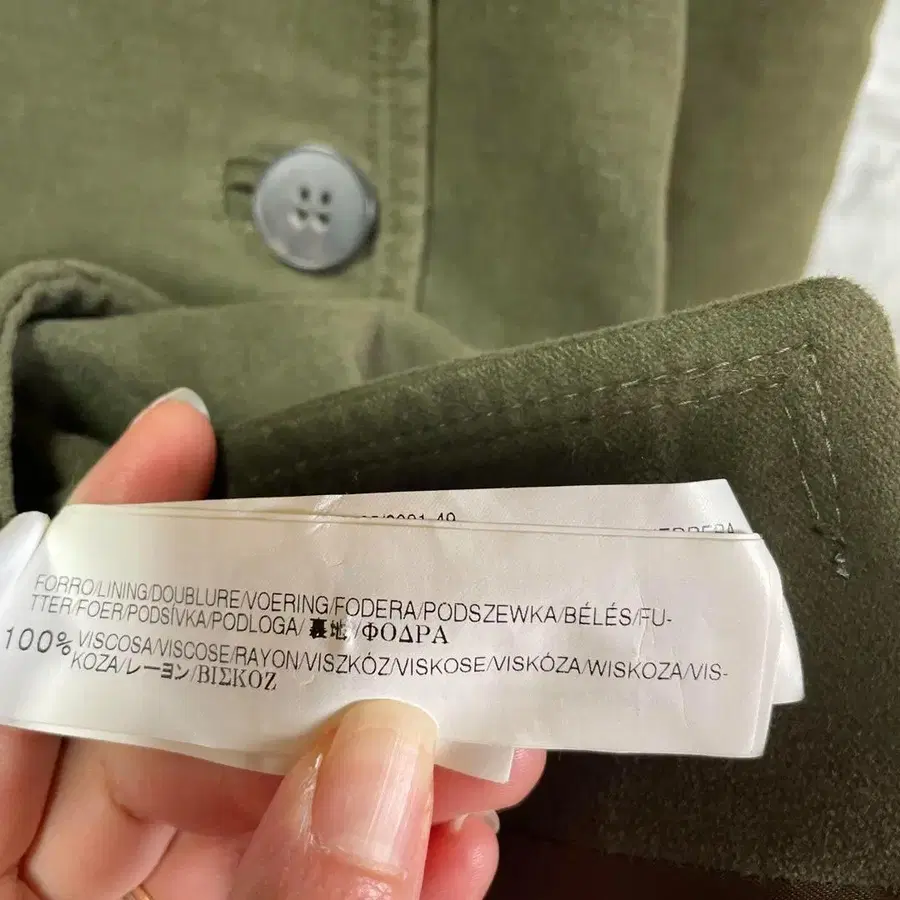 FORRO/LINING/DOUBLURE/VOERING/FODERA/PODSZEWKA/BÉLÉS/FU-
TTER/FOER/PODSÍVKA/PODLOGA/ 裏地 /ΦΟΔΡΑ
100% VISCOSA/VISCOSE/RAYON/VISZKÓZ/VISKOSE/VISKÓZA/WISKOZA/VIS-
KOZA/レーヨン/ΒΙΣΚΟΖ